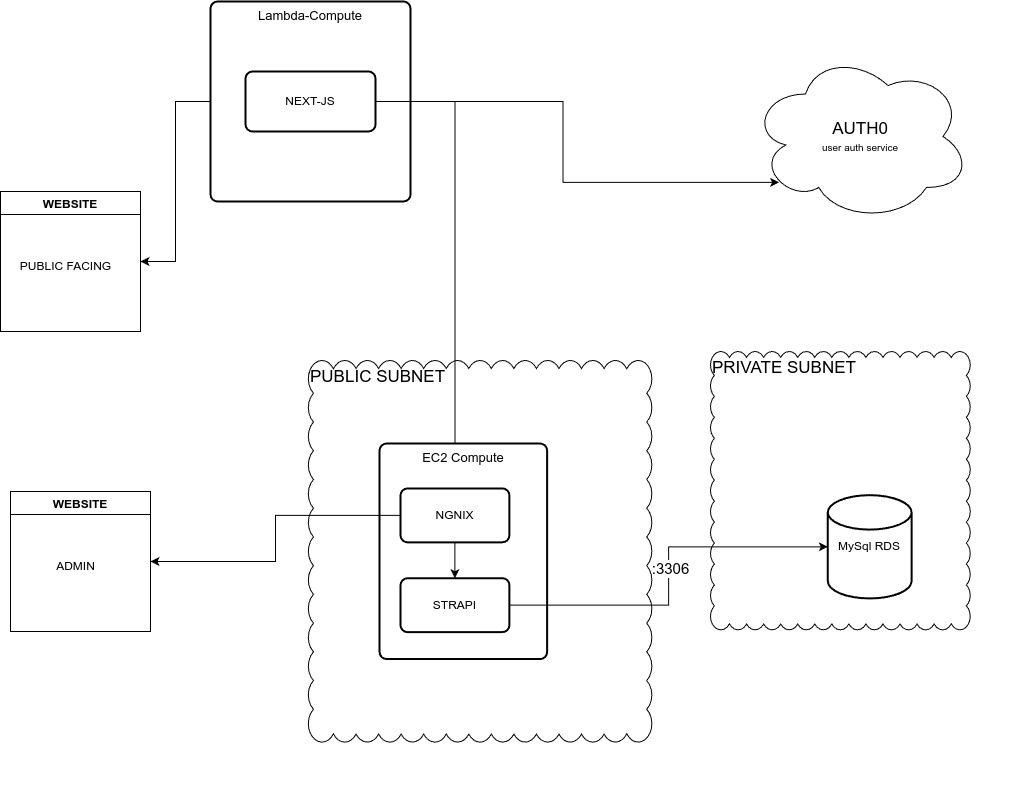 Lambda-Compute
NEXT-JS
AUTH0
user auth service
WEBSITE
PUBLIC FACING
PUBLIC SUBNET
PRIVATE SUBNET
EC2 Compute
WEBSITE
ADMIN
NGNIX
STRAPI
:3306
MySql RDS